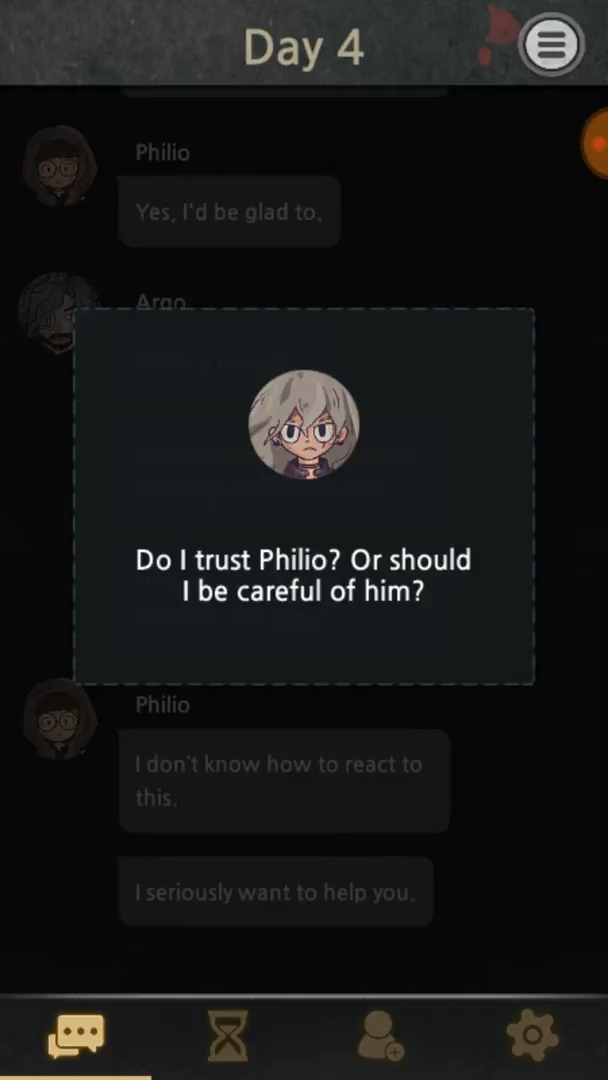 Day 4
Philio
Yes, I'd be glad to.
Argo
Do I trust Philio? Or should
I be careful of him?
Philio
I don't know how to react to
this.
I seriously want to help you.